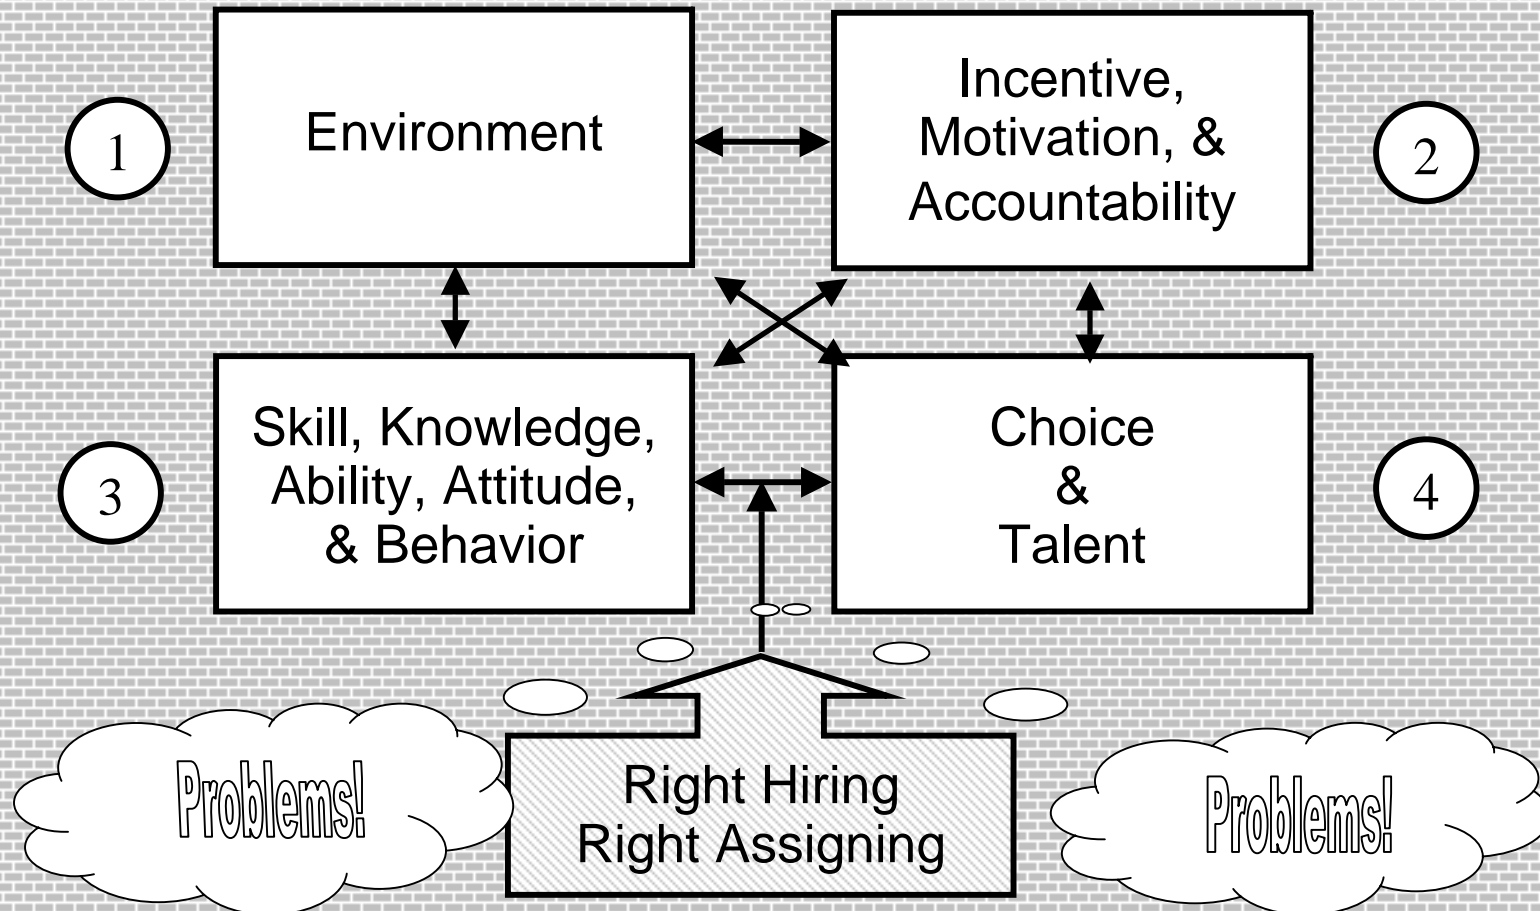 1
Environment
Incentive,
Motivation, &
Accountability
2
3
Skill, Knowledge,
Ability, Attitude,
& Behavior
Choice
&
Talent
4
Problems!
Right Hiring
Right Assigning
Problems!